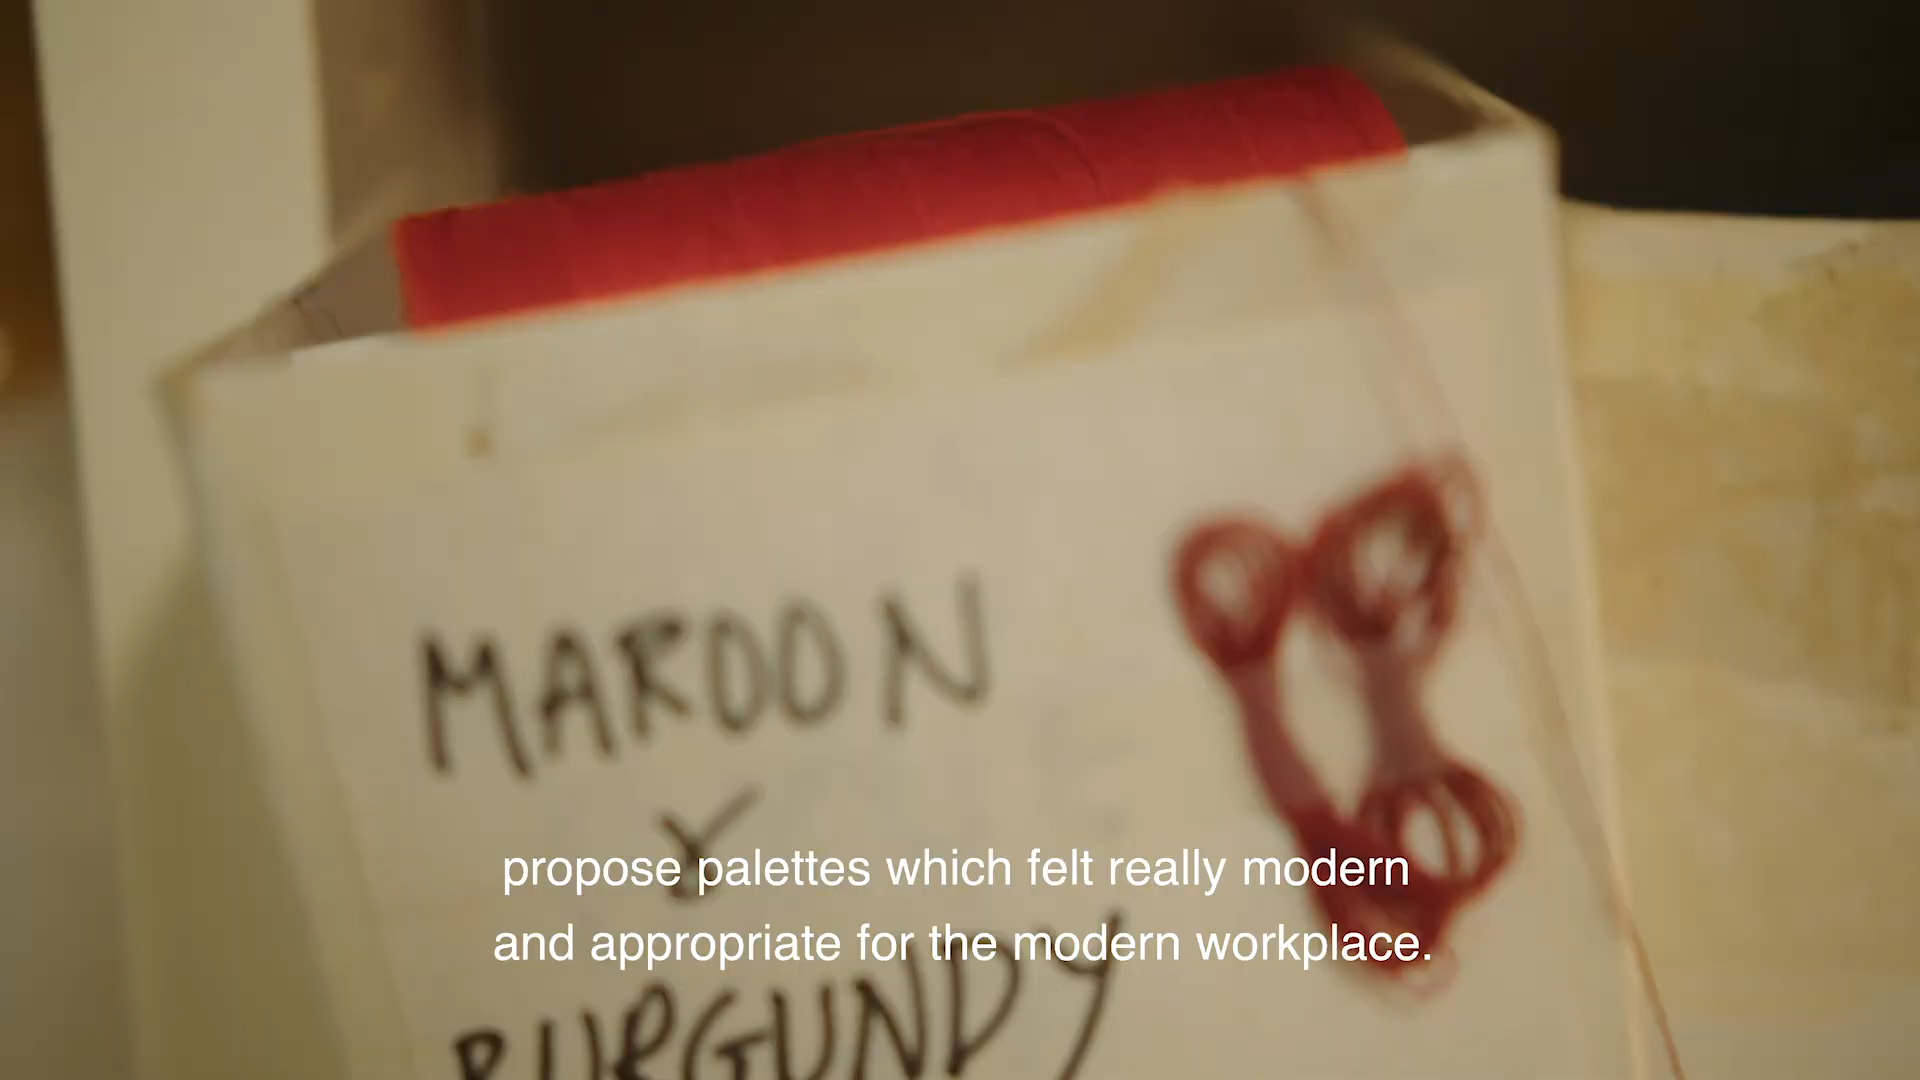 MAROON
&
BURGUNDY
propose palettes which felt really modern
and appropriate for the modern workplace.